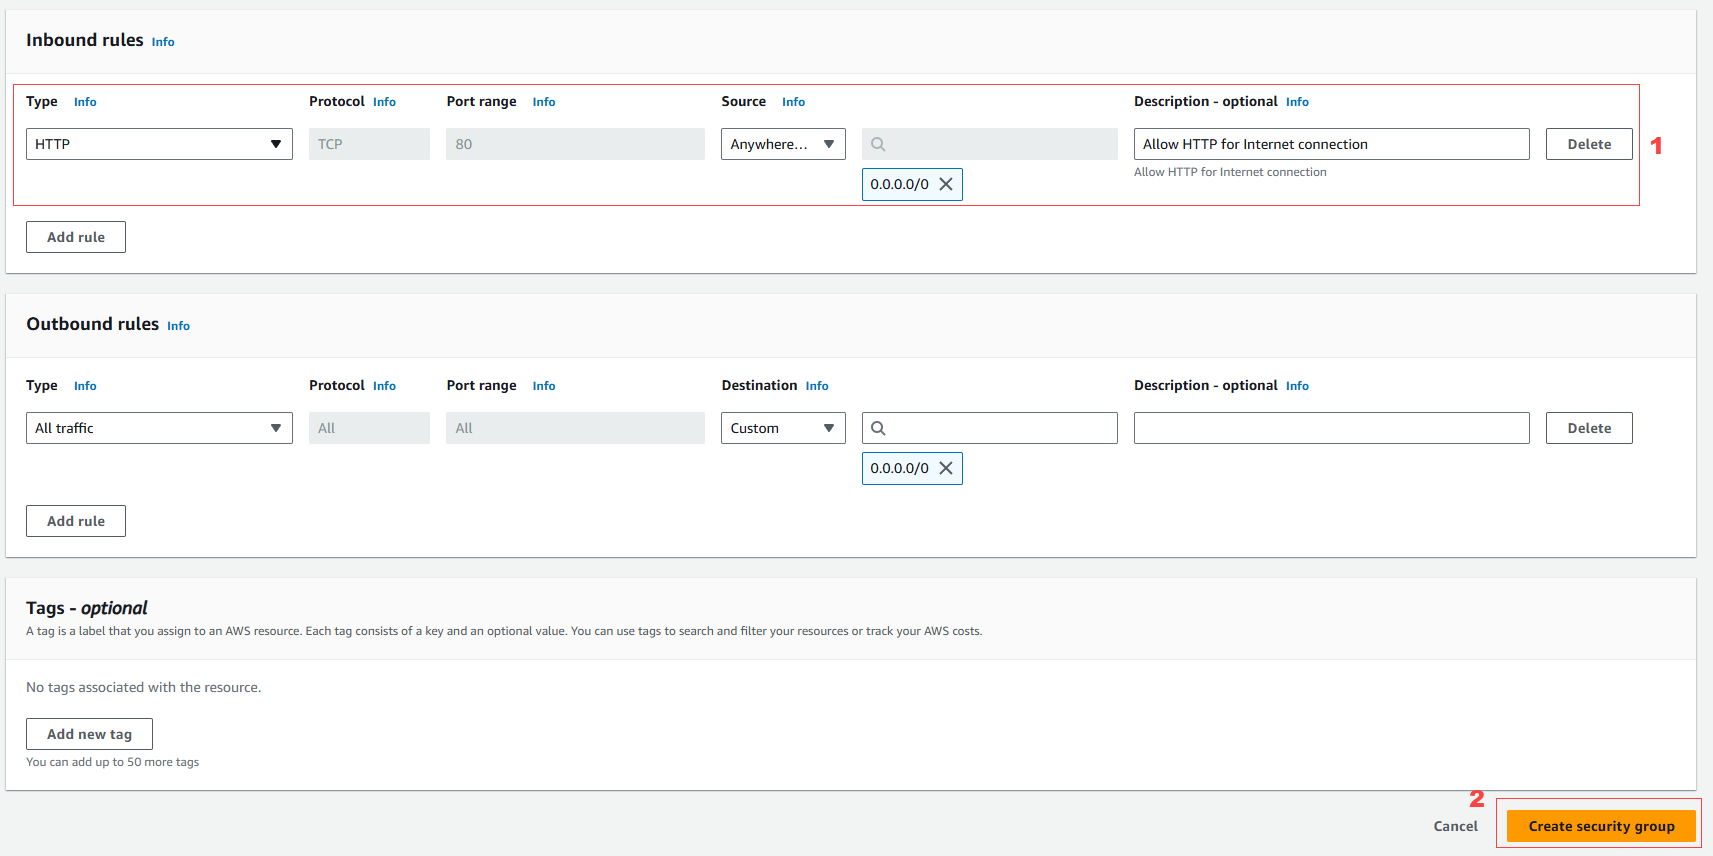 Inbound rules Info
Type Info Protocol Info Port range Info Source Info Description - optional Info
HTTP TCP 80 Anywhere... Allow HTTP for Internet connection Delete 1
Allow HTTP for Internet connection
0.0.0.0/0
Add rule
Outbound rules Info
Type Info Protocol Info Port range Info Destination Info Description - optional Info
All traffic All All Custom Delete
0.0.0.0/0
Add rule
Tags - optional
A tag is a label that you assign to an AWS resource. Each tag consists of a key and an optional value. You can use tags to search and filter your resources or track your AWS costs.
No tags associated with the resource.
Add new tag
You can add up to 50 more tags
2
Cancel Create security group